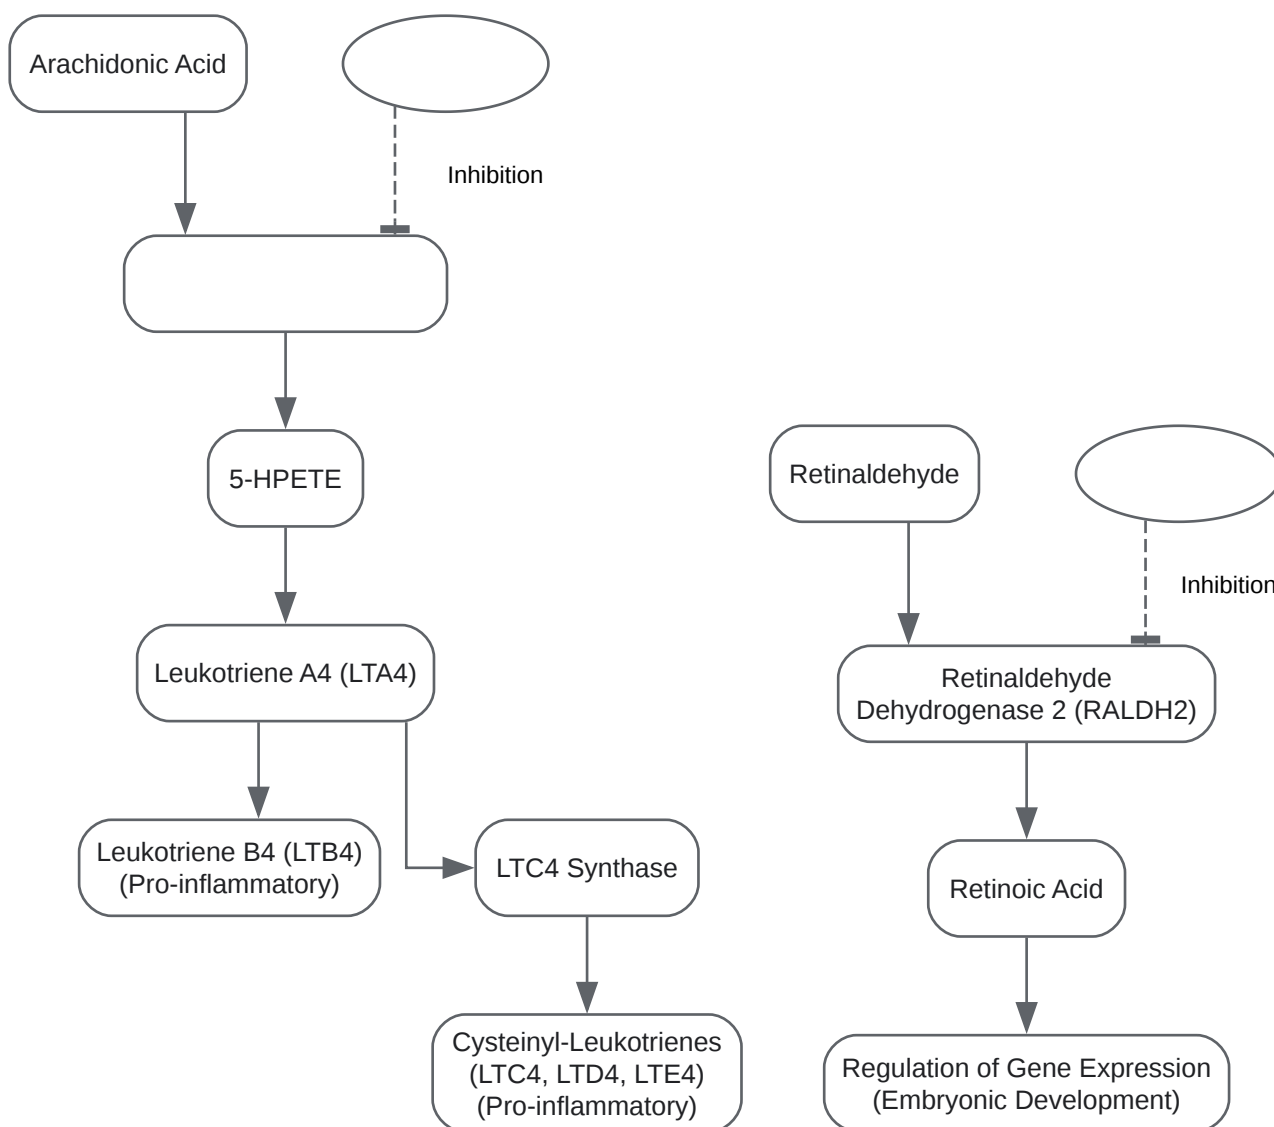 Arachidonic Acid
Inhibition
5-HPETE
Leukotriene A4 (LTA4)
Leukotriene B4 (LTB4)
(Pro-inflammatory)
LTC4 Synthase
Cysteinyl-Leukotrienes
(LTC4, LTD4, LTE4)
(Pro-inflammatory)
Retinaldehyde
Inhibition
Retinaldehyde
Dehydrogenase 2 (RALDH2)
Retinoic Acid
Regulation of Gene Expression
(Embryonic Development)